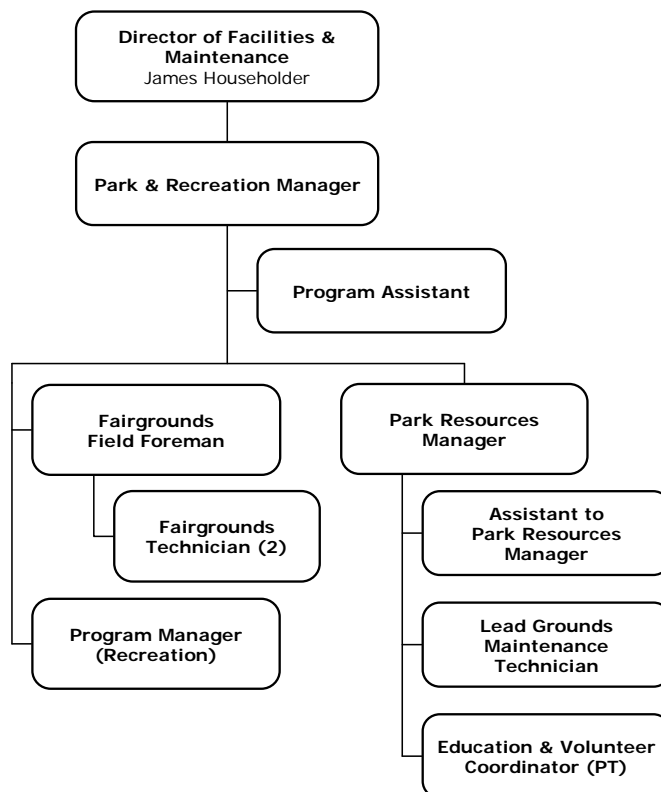 Director of Facilities &
Maintenance
James Householder
Park & Recreation Manager
Program Assistant
Fairgrounds
Field Foreman
Fairgrounds
Technician (2)
Program Manager
(Recreation)
Park Resources
Manager
Assistant to
Park Resources
Manager
Lead Grounds
Maintenance
Technician
Education & Volunteer
Coordinator (PT)